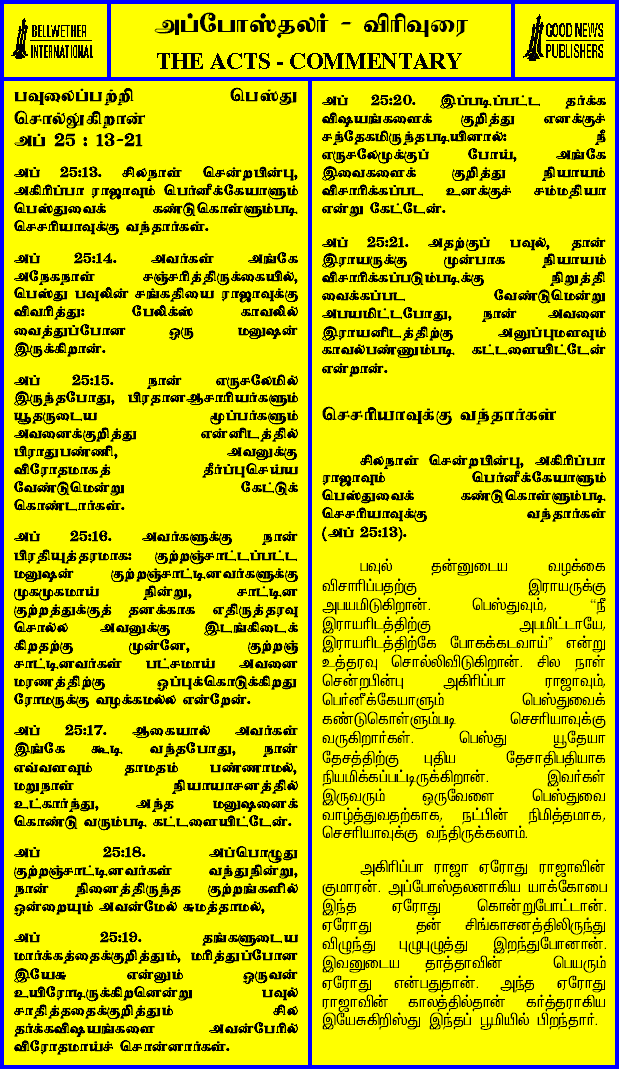 BELLWETHER
INTERNATIONAL
அப்போஸ்தலர் - விரிவுரை
THE ACTS - COMMENTARY
GOOD NEWS
PUBLISHERS
பவுலைப்பற்றி பெஸ்து
சொல்லுகிறான்
அப் 25 : 13-21
அப் 25:13. சிலநாள் சென்றபின்பு,
அகிரிப்பா ராஜாவும் பெர்னீக்கேயாளும்
பெஸ்துவைக் கண்டுகொள்ளும்படி
செசரியாவுக்கு வந்தார்கள்.
அப் 25:14. அவர்கள் அங்கே
அநேகநாள் சஞ்சரித்திருக்கையில்,
பெஸ்து பவுலின் சங்கதியை ராஜாவுக்கு
விவரித்து: பேலிக்ஸ் காவலில்
வைத்துப்போன ஒரு மனுஷன்
இருக்கிறான்.
அப் 25:15. நான் எருசலேமில்
இருந்தபோது, பிரதானஆசாரியர்களும்
யூதருடைய மூப்பர்களும்
அவனைக்குறித்து என்னிடத்தில்
பிராதுபண்ணி, அவனுக்கு
விரோதமாகத் தீர்ப்புசெய்ய
வேண்டுமென்று கேட்டுக்
கொண்டார்கள்.
அப் 25:16. அவர்களுக்கு நான்
பிரதியுத்தரமாக: குற்றஞ்சாட்டப்பட்ட
மனுஷன் குற்றஞ்சாட்டினவர்களுக்கு
முகமுகமாய் நின்று, சாட்டின
குற்றத்துக்குத் தனக்காக எதிருத்தரவு
சொல்ல அவனுக்கு இடங்கிடைக்
கிறதற்கு முன்னே, குற்றஞ்
சாட்டினவர்கள் பட்சமாய் அவனை
மரணத்திற்கு ஒப்புக்கொடுக்கிறது
ரோமருக்கு வழக்கமல்ல என்றேன்.
அப் 25:17. ஆகையால் அவர்கள்
இங்கே கூடி வந்தபோது, நான்
எவ்வளவும் தாமதம் பண்ணாமல்,
மறுநாள் நியாயாசனத்தில்
உட்கார்ந்து, அந்த மனுஷனைக்
கொண்டு வரும்படி கட்டளையிட்டேன்.
அப் 25:18. அப்பொழுது
குற்றஞ்சாட்டினவர்கள் வந்துநின்று,
நான் நினைத்திருந்த குற்றங்களில்
ஒன்றையும் அவன்மேல் சுமத்தாமல்,
அப் 25:19. தங்களுடைய
மார்க்கத்தைக்குறித்தும், மரித்துப்போன
இயேசு என்னும் ஒருவன்
உயிரோடிருக்கிறானென்று பவுல்
சாதித்ததைக்குறித்தும் சில
தர்க்கவிஷயங்களை அவன்பேரில்
விரோதமாய்ச் சொன்னார்கள்.
அப் 25:20. இப்படிப்பட்ட தர்க்க
விஷயங்களைக் குறித்து எனக்குச்
சந்தேகமிருந்தபடியினால்: நீ
எருசலேமுக்குப் போய், அங்கே
இவைகளைக் குறித்து நியாயம்
விசாரிக்கப்பட உனக்குச் சம்மதியா
என்று கேட்டேன்.
அப் 25:21. அதற்குப் பவுல், தான்
இராயருக்கு முன்பாக நியாயம்
விசாரிக்கப்படும்படிக்கு நிறுத்தி
வைக்கப்பட வேண்டுமென்று
அபயமிட்டபோது, நான் அவனை
இராயனிடத்திற்கு அனுப்புமளவும்
காவல்பண்ணும்படி கட்டளையிட்டேன்
என்றான்.
செசரியாவுக்கு வந்தார்கள்
சிலநாள் சென்றபின்பு, அகிரிப்பா
ராஜாவும் பெர்னீக்கேயாளும்
பெஸ்துவைக் கண்டுகொள்ளும்படி
செசரியாவுக்கு வந்தார்கள்
(அப் 25:13).
பவுல் தன்னுடைய வழக்கை
விசாரிப்பதற்கு இராயருக்கு
அபயமிடுகிறான். பெஸ்துவும், “நீ
இராயரிடத்திற்கு அபமிட்டாயே,
இராயரிடத்திற்கே போகக்கடவாய்” என்று
உத்தரவு சொல்லிவிடுகிறான். சில நாள்
சென்றபின்பு அகிரிப்பா ராஜாவும்,
பெர்னீக்கேயாளும் பெஸ்துவைக்
கண்டுகொள்ளும்படி செசரியாவுக்கு
வருகிறார்கள். பெஸ்து யூதேயா
தேசத்திற்கு புதிய தேசாதிபதியாக
நியமிக்கப்பட்டிருக்கிறான். இவர்கள்
இருவரும் ஒருவேளை பெஸ்துவை
வாழ்த்துவதற்காக, நட்பின் நிமித்தமாக,
செசரியாவுக்கு வந்திருக்கலாம்.
அகிரிப்பா ராஜா ஏரோது ராஜாவின்
குமாரன். அப்போஸ்தலனாகிய யாக்கோபை
இந்த ஏரோது கொன்றுபோட்டான்.
ஏரோது தன் சிங்காசனத்திலிருந்து
விழுந்து புழுபுழுத்து இறந்துபோனான்.
இவனுடைய தாத்தாவின் பெயரும்
ஏரோது என்பதுதான். அந்த ஏரோது
ராஜாவின் காலத்தில்தான் கர்த்தராகிய
இயேசுகிறிஸ்து இந்தப் பூமியில் பிறந்தார்.